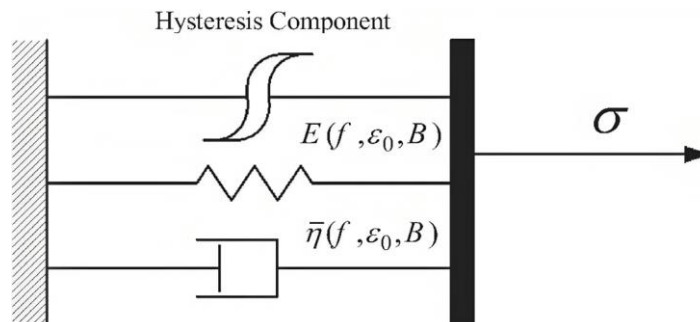 Hysteresis Component
E(f,ε₀,B)
σ
η̄(f,ε₀,B)